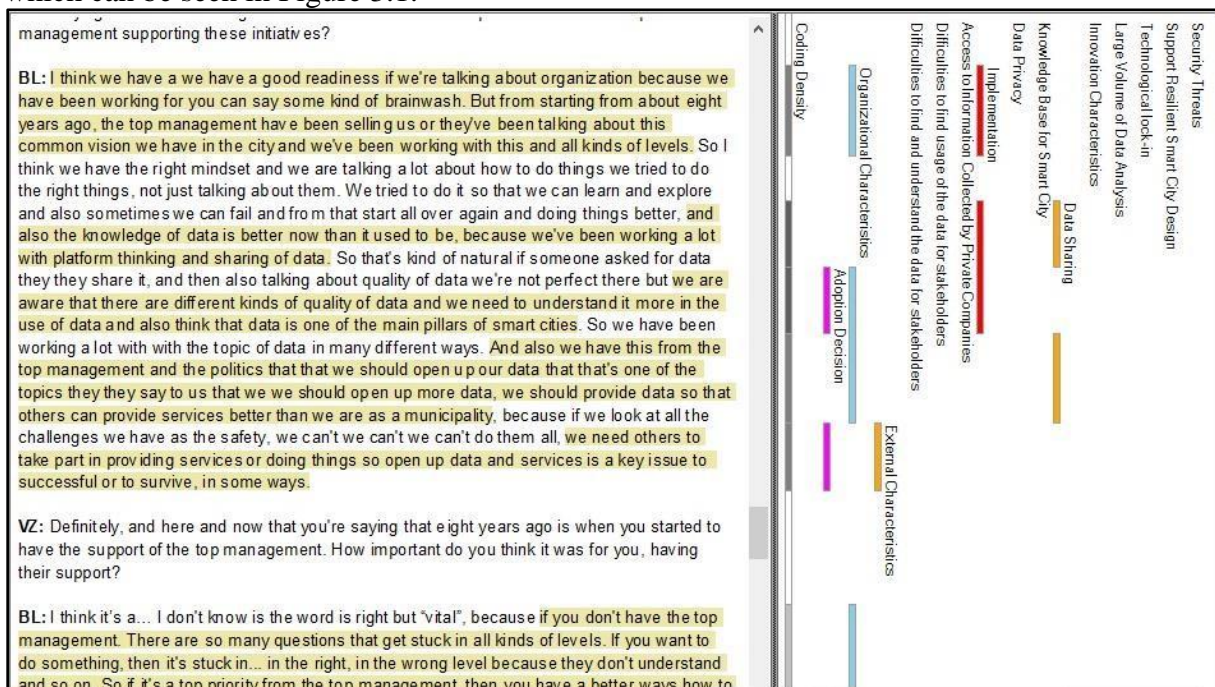 which can be seen in Figure 3.1.
management supporting these initiatives?
BL: I think we have a we have a good readiness if we're talking about organization because we
have been working for you can say some kind of brainwash. But from starting from about eight
years ago, the top management have been selling us or they've been talking about this
common vision we have in the city and we've been working with this and all kinds of levels. So I
think we have the right mindset and we are talking a lot about how to do things we tried to do
the right things, not just talking about them. We tried to do it so that we can learn and explore
and also sometimes we can fail and from that start all over again and doing things better, and
also the knowledge of data is better now than it used to be, because we've been working a lot
with platform thinking and sharing of data. So that's kind of natural if someone asked for data
they they share it, and then also talking about quality of data we're not perfect there but we are
aware that there are different kinds of quality of data and we need to understand it more in the
use of data and also think that data is one of the main pillars of smart cities. So we have been
working a lot with with the topic of data in many different ways. And also we have this from the
top management and the politics that that we should open up our data that that's one of the
topics they they say to us that we we should open up more data, we should provide data so that
others can provide services better than we are as a municipality, because if we look at all the
challenges we have as the safety, we can't we can't we can't do them all, we need others to
take part in providing services or doing things so open up data and services is a key issue to
successful or to survive, in some ways.
VZ: Definitely, and here and now that you're saying that eight years ago is when you started to
have the support of the top management. How important do you think it was for you, having
their support?
BL: I think it's a... I don't know is the word is right but "vital", because if you don't have the top
management. There are so many questions that get stuck in all kinds of levels. If you want to
do something, then it's stuck in... in the right, in the wrong level because they don't understand
and so on. So if it's a top priority from the top management, then you have a better ways how to
Security Threats
Support Resilient Smart City Design
Technological lock-in
Large Volume of Data Analysis
Innovation Characteristics
Data Sharing
Knowledge Base for Smart City
Data Privacy
Implementation
Access to Information Collected by Private Companies
Difficulties to find usage of the data for stakeholders
Difficulties to find and understand the data for stakeholders
External Characteristics
Organizational Characteristics
Adoption Decision
Coding Density